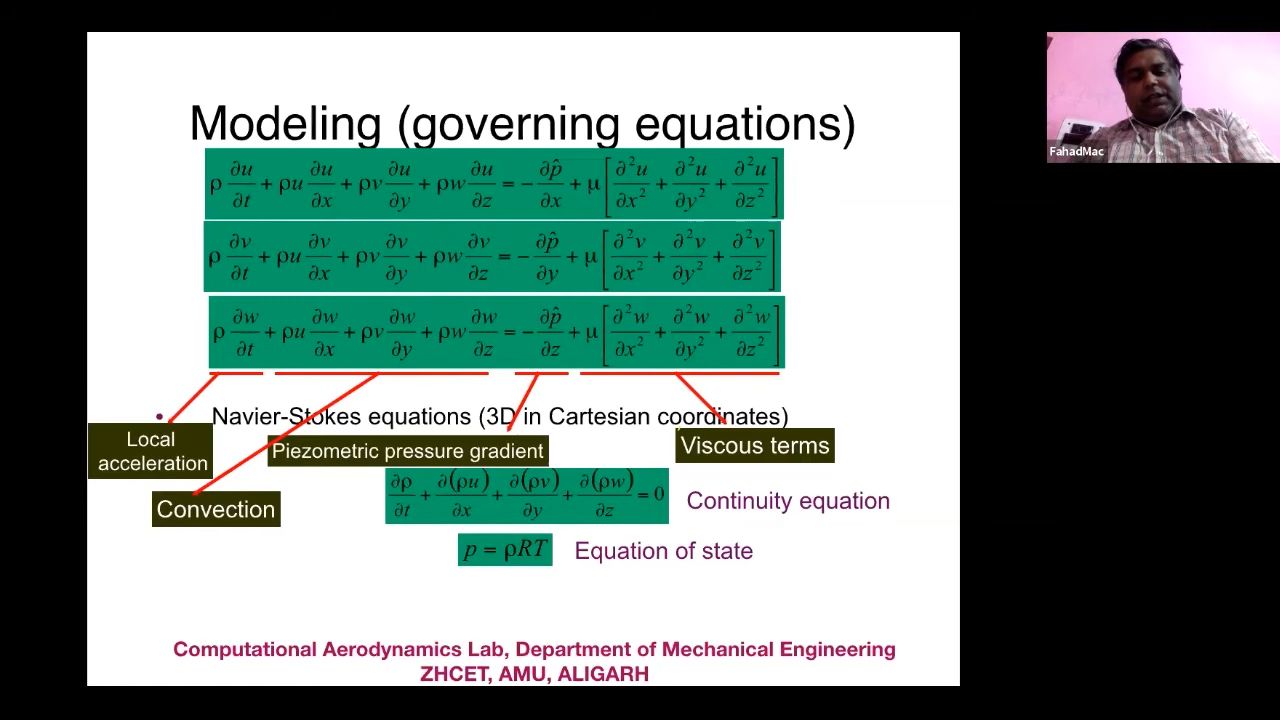 Modeling (governing equations)
ρ ∂u/∂t + ρu ∂u/∂x + ρv ∂u/∂y + ρw ∂u/∂z = − ∂p̂/∂x + μ [∂²u/∂x² + ∂²u/∂y² + ∂²u/∂z²]
ρ ∂v/∂t + ρu ∂v/∂x + ρv ∂v/∂y + ρw ∂v/∂z = − ∂p̂/∂y + μ [∂²v/∂x² + ∂²v/∂y² + ∂²v/∂z²]
ρ ∂w/∂t + ρu ∂w/∂x + ρv ∂w/∂y + ρw ∂w/∂z = − ∂p̂/∂z + μ [∂²w/∂x² + ∂²w/∂y² + ∂²w/∂z²]
• Navier-Stokes equations (3D in Cartesian coordinates)
Local
acceleration
Piezometric pressure gradient
Viscous terms
Convection
∂ρ/∂t + ∂(ρu)/∂x + ∂(ρv)/∂y + ∂(ρw)/∂z = 0
Continuity equation
p = ρRT
Equation of state
Computational Aerodynamics Lab, Department of Mechanical Engineering
ZHCET, AMU, ALIGARH
FahadMac